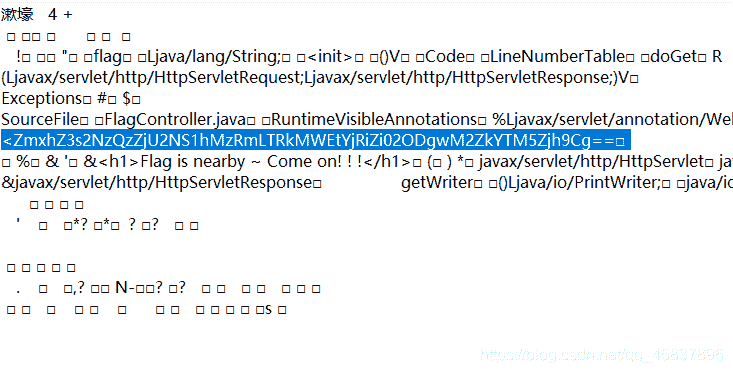 漱壕 4 +
□ □□ □ □ □ □
!□ □□ "□ □flag□ □Ljava/lang/String;□ □<init>□ □()V□ □Code□ □LineNumberTable□ □doGet□ R
(Ljavax/servlet/http/HttpServletRequest;Ljavax/servlet/http/HttpServletResponse;)V□
Exceptions□ #□ $□
SourceFile□ □FlagController.java□ □RuntimeVisibleAnnotations□ %Ljavax/servlet/annotation/We
<ZmxhZ3s2NzQzZjU2NS1hMzRmLTRkMWEtYjRiZi02ODgwM2ZkYTM5Zjh9Cg==□
□ %□ & '□ &<h1>Flag is nearby ~ Come on! ! !</h1>□ (□ ) *□ javax/servlet/http/HttpServlet□ ja
&javax/servlet/http/HttpServletResponse□ getWriter□ □()Ljava/io/PrintWriter;□ □java/i
□ □ □ □
' □ □*? □*□ ? □? □ □
□ □ □ □ □
. □ □,? □□ N-□□? □? □ □ □ □ □ □ □
□ □ □ □ □ □ □ □ □ □ □ □ □s □
https://blog.csdn.net/qq_45837896